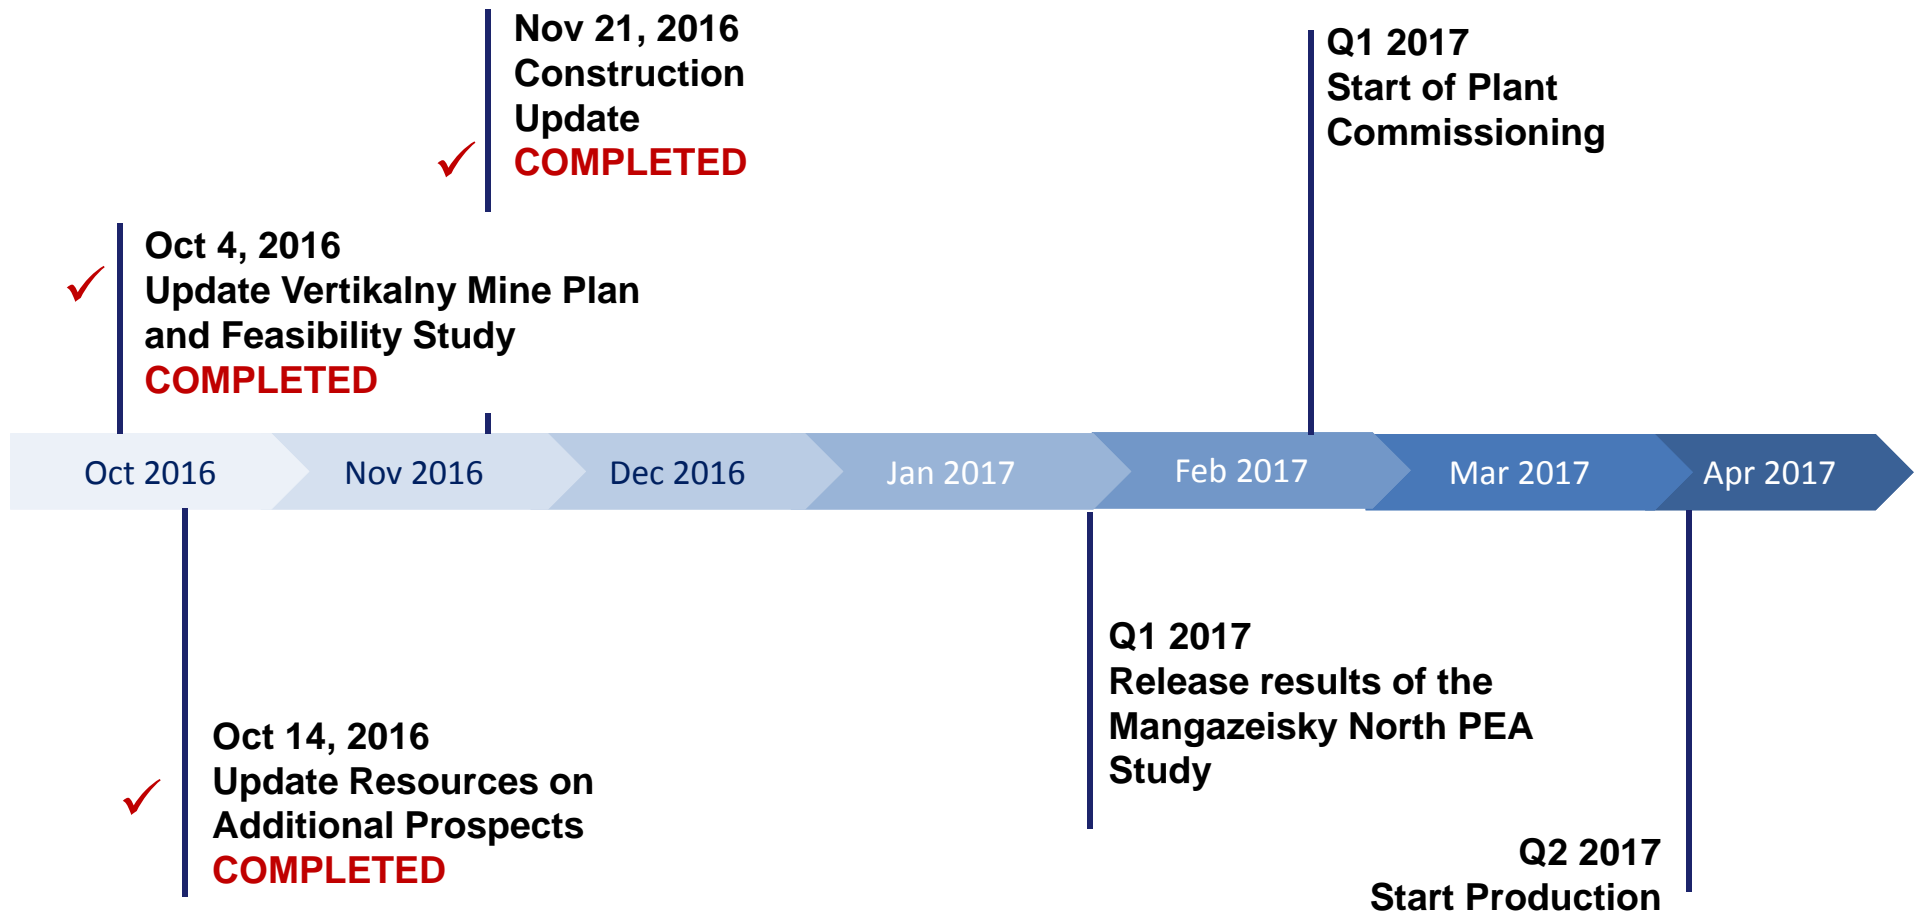 Nov 21, 2016
Construction
Update
COMPLETED
Q1 2017
Start of Plant
Commissioning
Oct 4, 2016
Update Vertikalny Mine Plan
and Feasibility Study
COMPLETED
Oct 2016
Nov 2016
Dec 2016
Jan 2017
Feb 2017
Mar 2017
Apr 2017
Oct 14, 2016
Update Resources on
Additional Prospects
COMPLETED
Q1 2017
Release results of the
Mangazeisky North PEA
Study
Q2 2017
Start Production